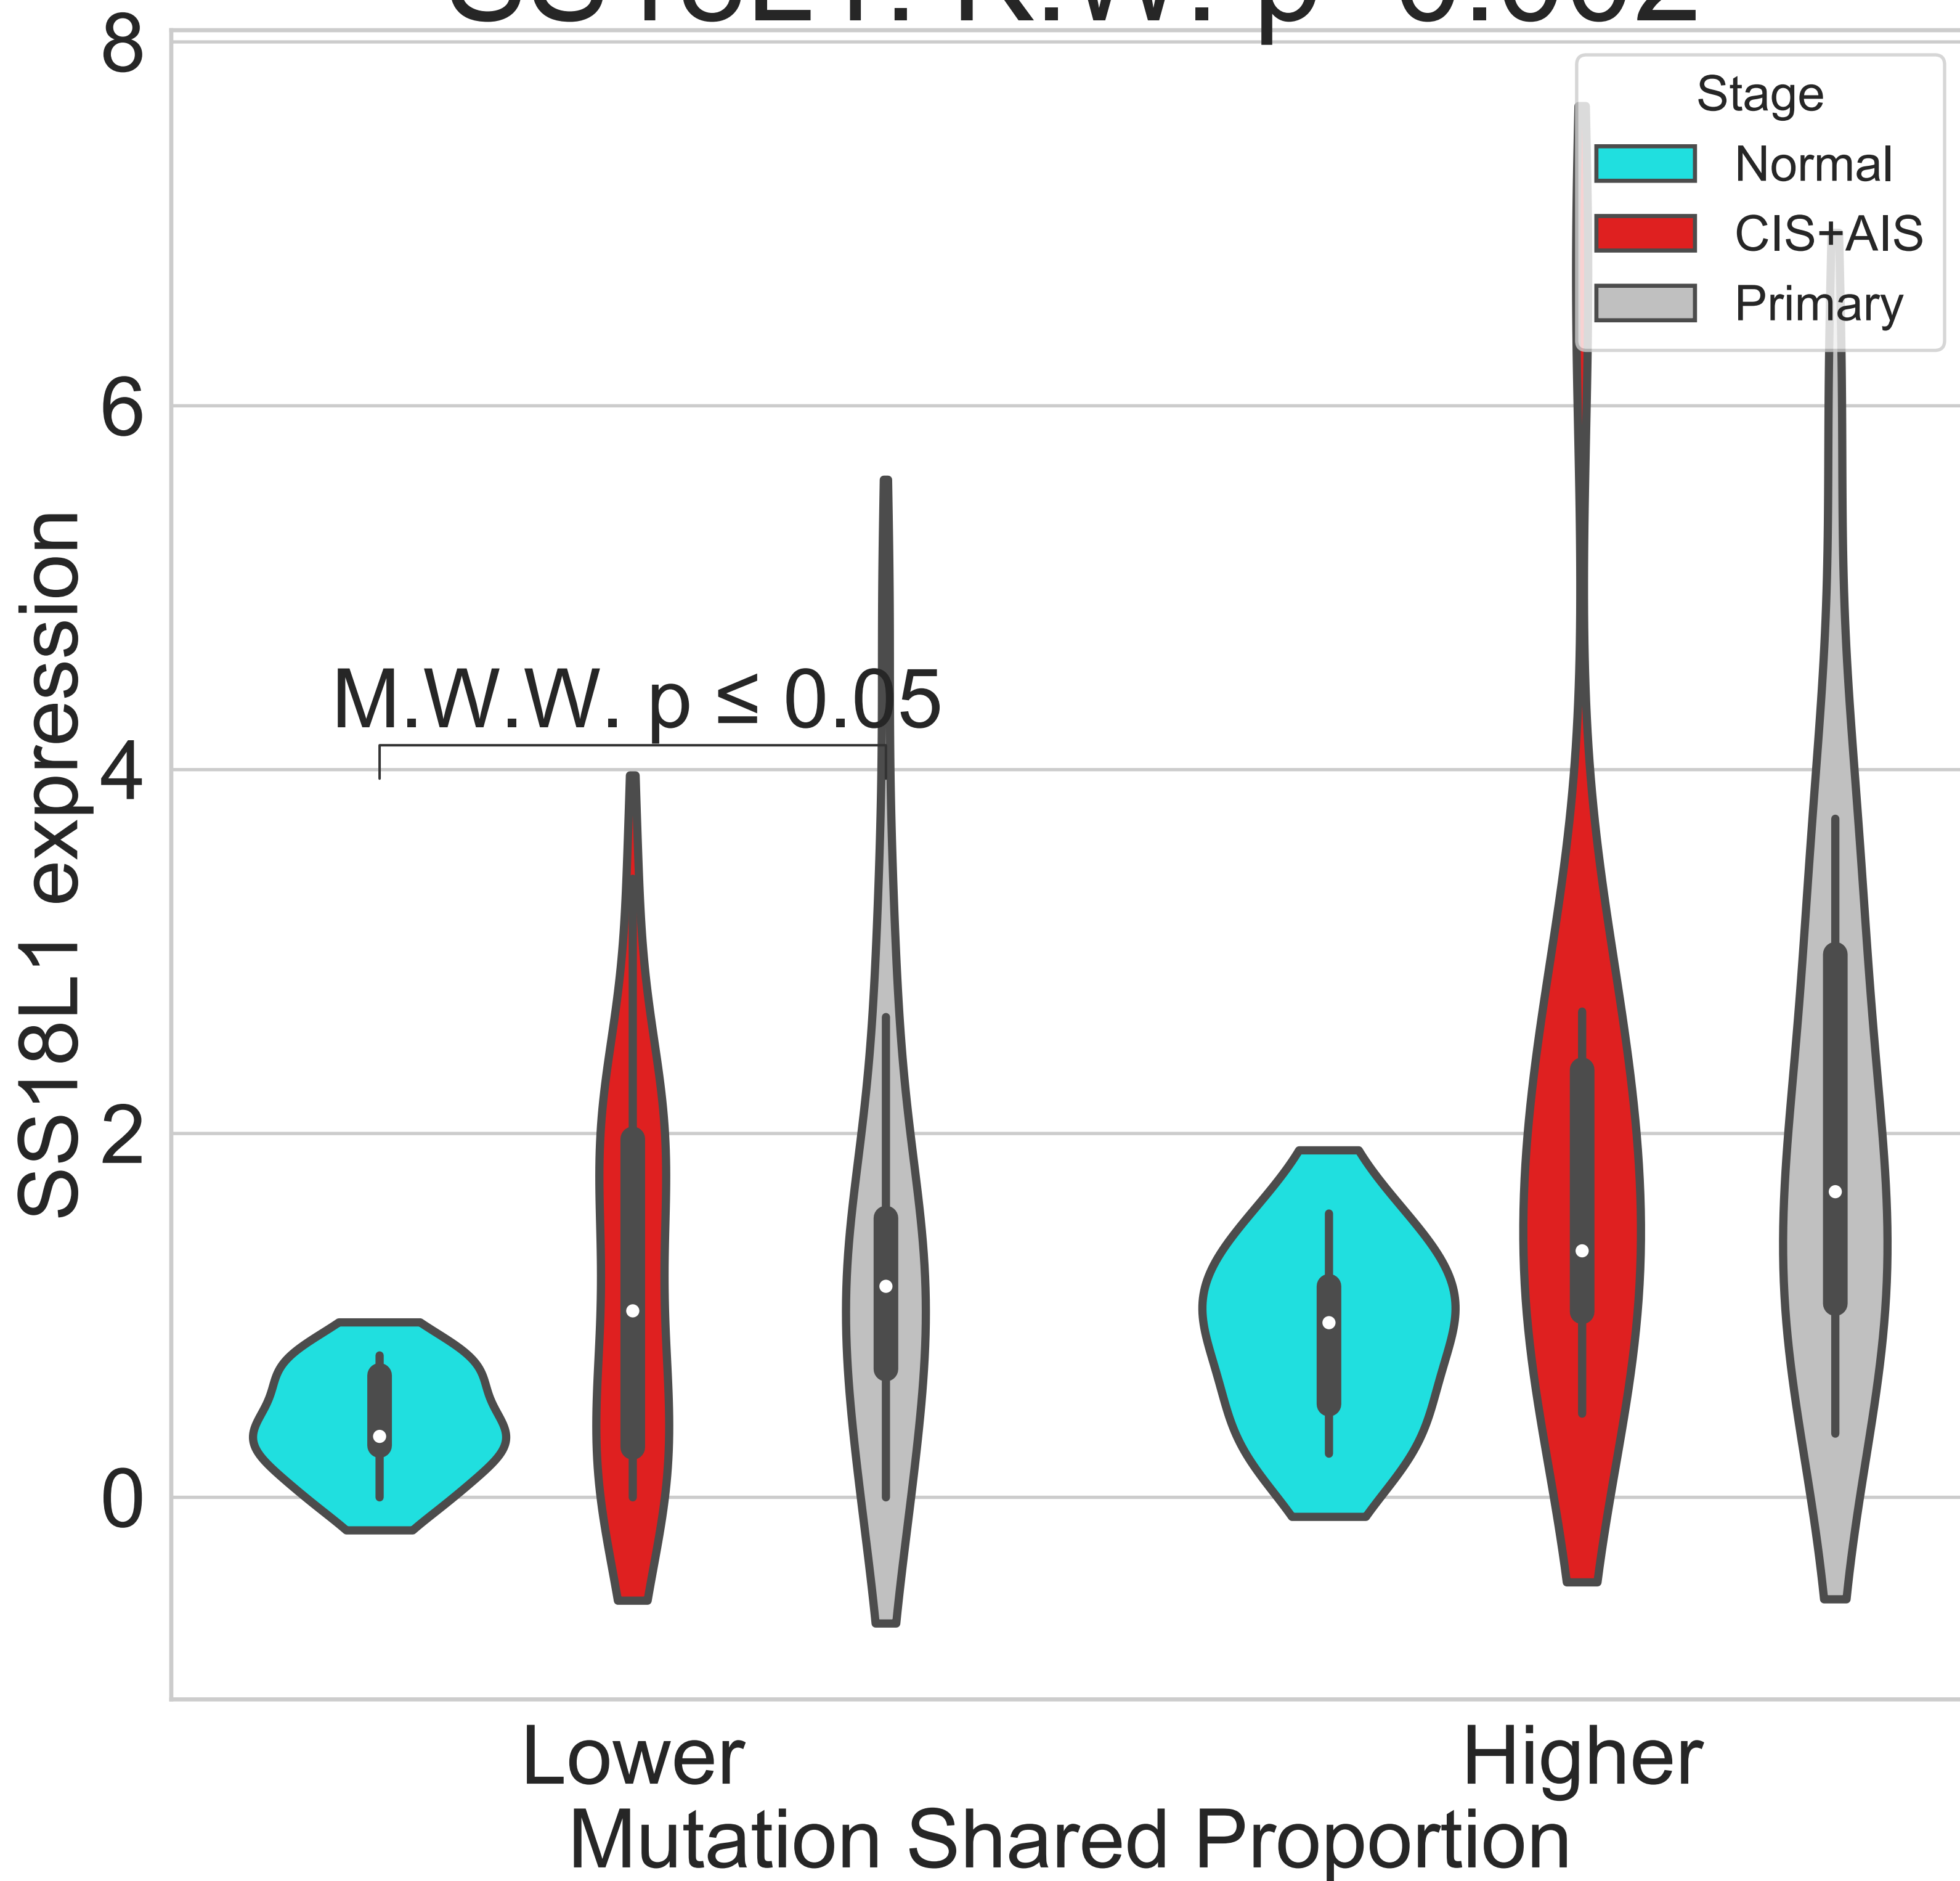 SS18L1. K.W. p
8
6
4
2
0
SS18L1 expression
Stage
Normal
CIS+AIS
Primary
M.W.W. p ≤ 0.05
Lower
Higher
Mutation Shared Proportion